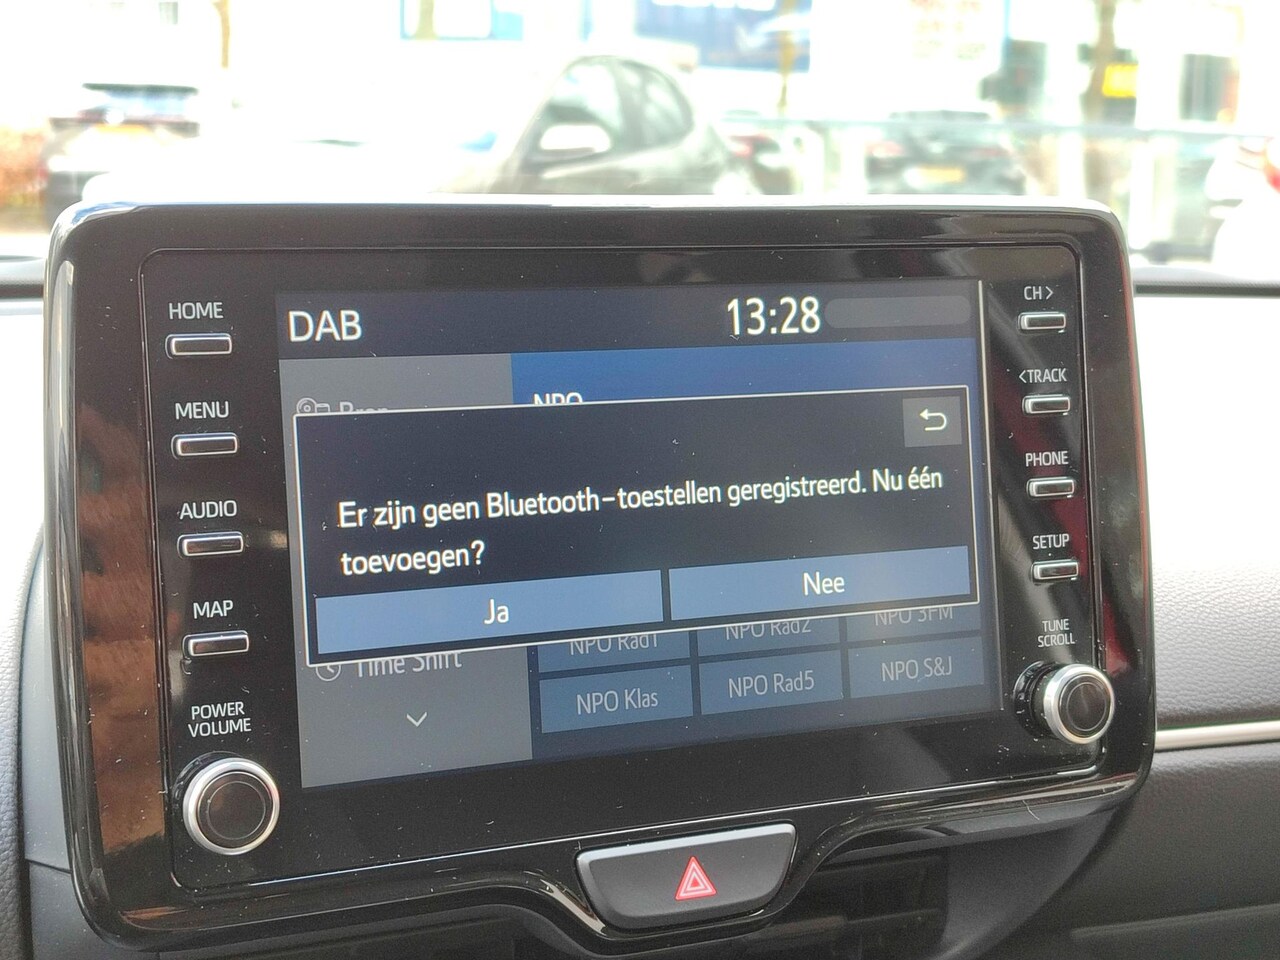 HOME
MENU
AUDIO
MAP
POWER
VOLUME
DAB
13:28
Bron
NPO
Er zijn geen Bluetooth-toestellen geregistreerd. Nu één
toevoegen?
Ja
Nee
Time Shift
NPO Rad1
NPO Rad2
NPO 3FM
NPO Klas
NPO Rad5
NPO S&J
CH>
<TRACK
PHONE
SETUP
TUNE
SCROLL